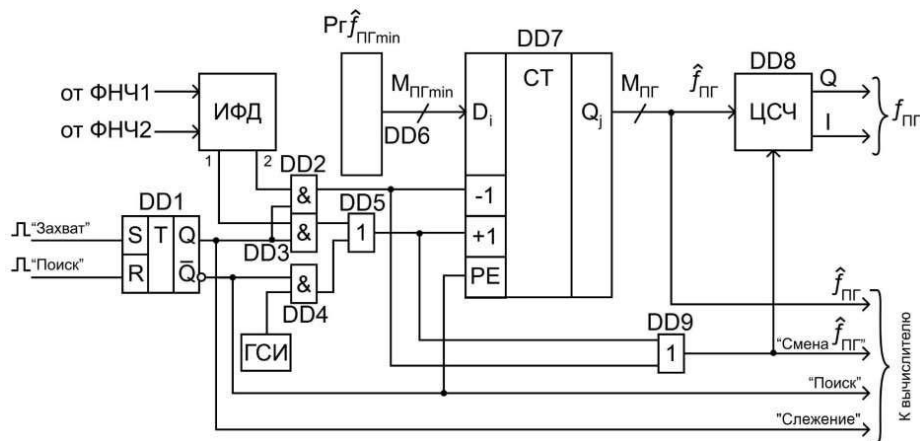 Рг f̂ПГmin
DD7
от ФНЧ1
от ФНЧ2
ИФД
1
2
MПГmin
DD6
Di
CT
Qj
MПГ
f̂ПГ
DD8
ЦСЧ
Q
I
fПГ
DD2
&
-1
DD1
DD5
"Захват"
S
T
Q
&
1
+1
DD3
"Поиск"
R
Q̅
&
PE
DD4
f̂ПГ
ГСИ
DD9
1
"Смена f̂ПГ"
"Поиск"
"Слежение"
К вычислителю